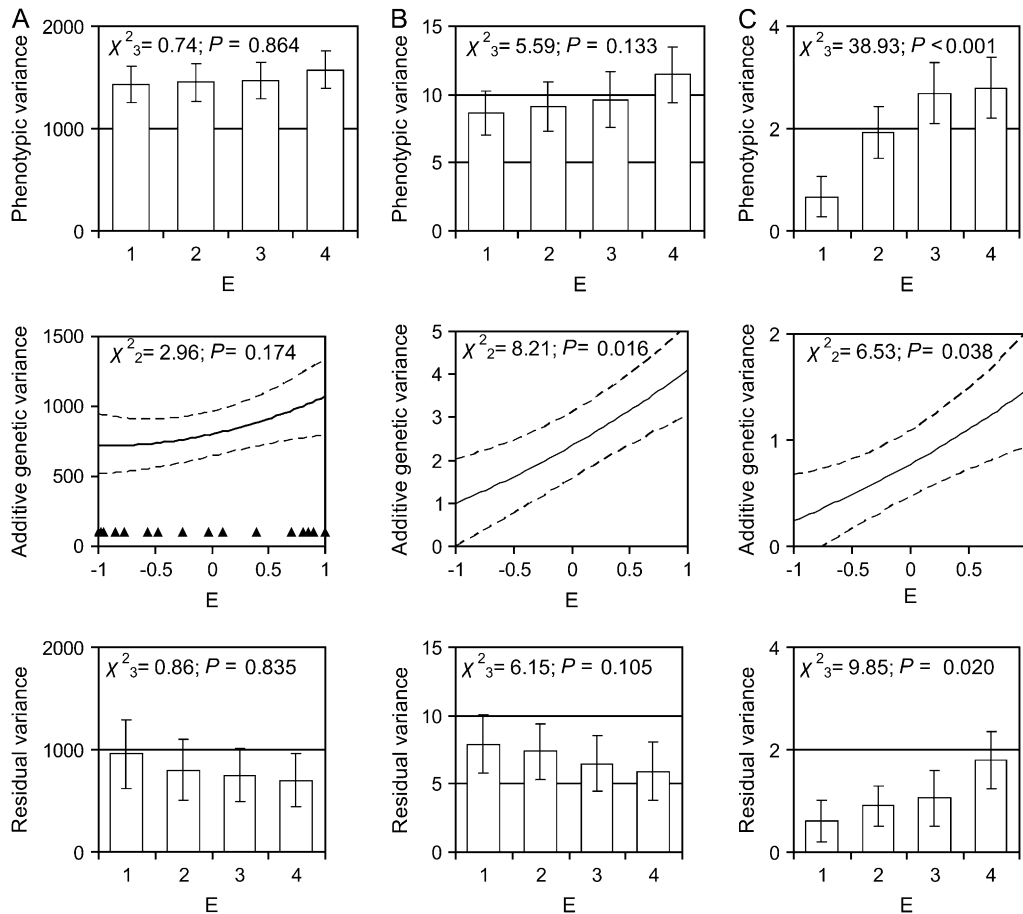 A
2000
1000
0
Phenotypic variance
χ²₃= 0.74; P = 0.864
1 2 3 4
E
B
15
10
5
0
Phenotypic variance
χ²₃= 5.59; P = 0.133
1 2 3 4
E
C
4
2
0
Phenotypic variance
χ²₃= 38.93; P <0.001
1 2 3 4
E
1500
1000
500
0
Additive genetic variance
χ²₂= 2.96; P= 0.174
-1 -0.5 0 0.5 1
E
5
4
3
2
1
0
Additive genetic variance
χ²₂= 8.21; P= 0.016
-1 -0.5 0 0.5 1
E
2
1
0
Additive genetic variance
χ²₂= 6.53; P= 0.038
-1 -0.5 0 0.5
E
2000
1000
0
Residual variance
χ²₃= 0.86; P = 0.835
1 2 3 4
E
15
10
5
0
Residual variance
χ²₃= 6.15; P = 0.105
1 2 3 4
E
4
2
0
Residual variance
χ²₃= 9.85; P = 0.020
1 2 3 4
E